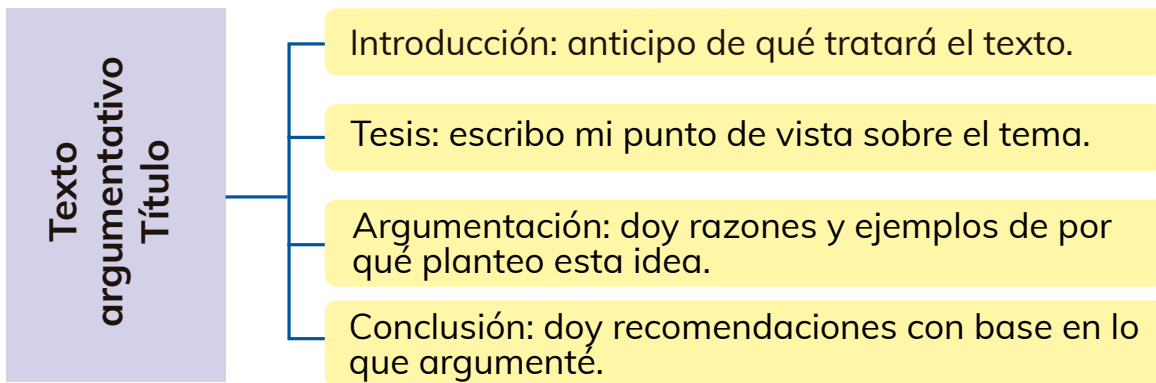 Texto
argumentativo
Título
Introducción: anticipo de qué tratará el texto.
Tesis: escribo mi punto de vista sobre el tema.
Argumentación: doy razones y ejemplos de por
qué planteo esta idea.
Conclusión: doy recomendaciones con base en lo
que argumenté.